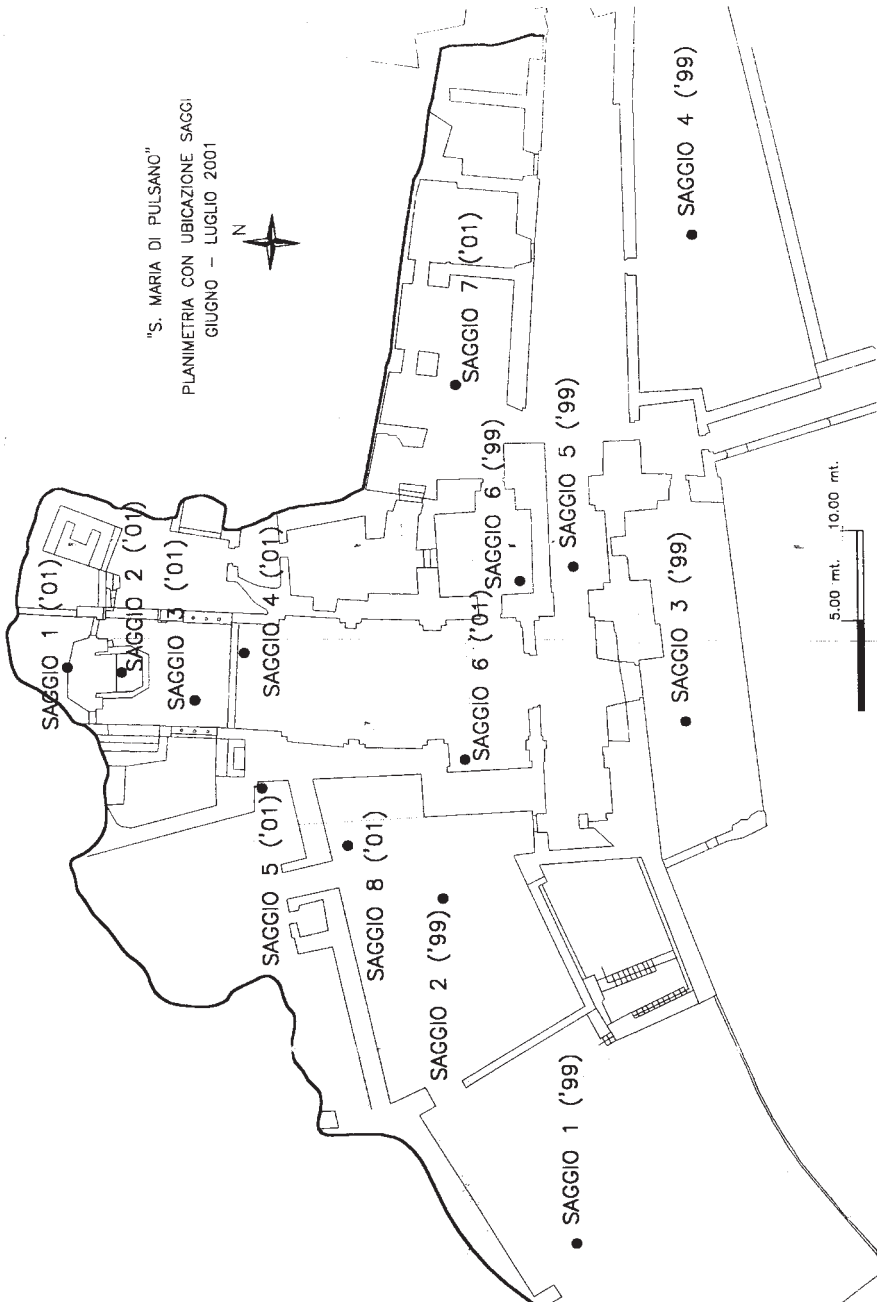 "S. MARIA DI PULSANO"
PLANIMETRIA CON UBICAZIONE SAGGI
GIUGNO – LUGLIO 2001
N
SAGGIO 1 ('01)
SAGGIO 2 ('01)
SAGGIO 3 ('01)
SAGGIO 4 ('01)
SAGGIO 5 ('01)
SAGGIO 8 ('01)
SAGGIO 2 ('99)
SAGGIO 6 ('01)
SAGGIO 6 ('99)
SAGGIO 7 ('01)
SAGGIO 5 ('99)
SAGGIO 1 ('99)
SAGGIO 3 ('99)
SAGGIO 4 ('99)
5.00 mt. 10.00 mt.